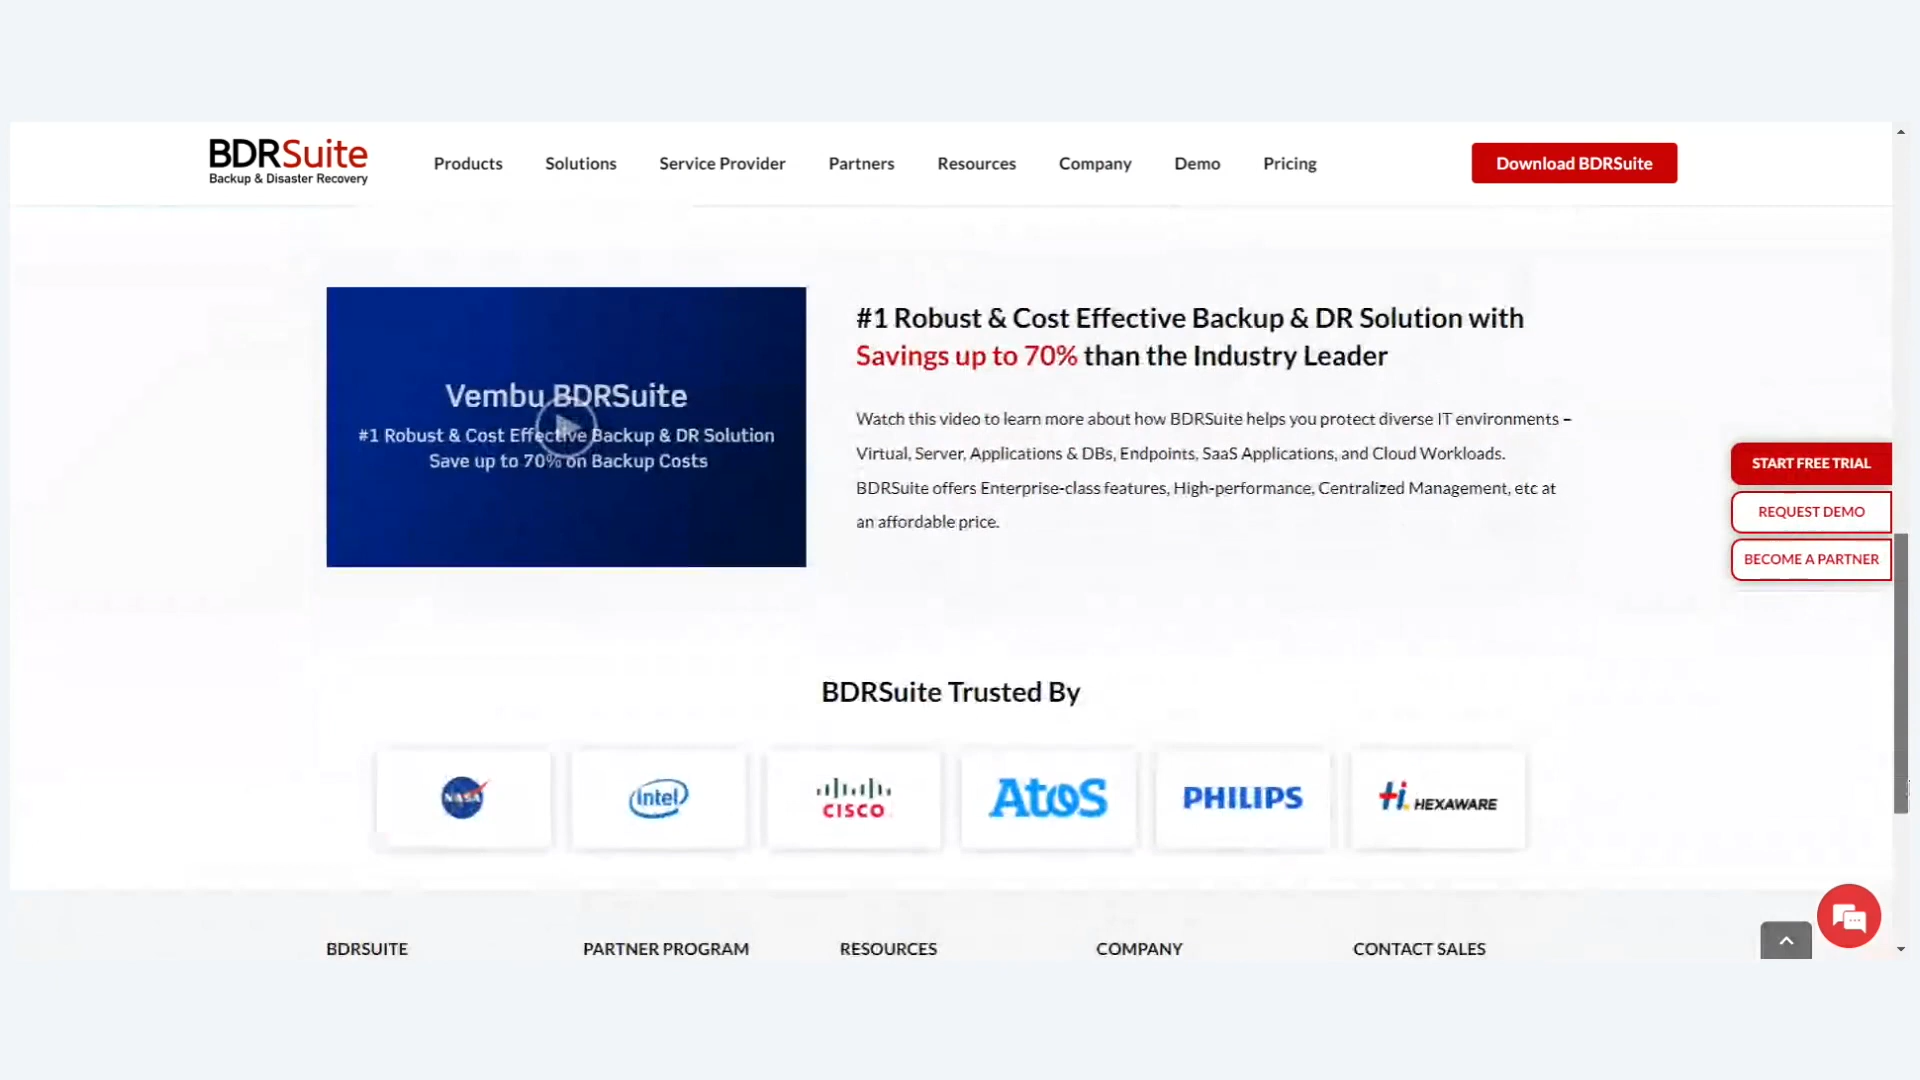 BDRSuite
Backup & Disaster Recovery
Products
Solutions
Service Provider
Partners
Resources
Company
Demo
Pricing
Download BDRSuite
Vembu BDRSuite
#1 Robust & Cost Effective Backup & DR Solution
Save up to 70% on Backup Costs
#1 Robust & Cost Effective Backup & DR Solution with
Savings up to 70% than the Industry Leader
Watch this video to learn more about how BDRSuite helps you protect diverse IT environments –
Virtual, Server, Applications & DBs, Endpoints, SaaS Applications, and Cloud Workloads.
BDRSuite offers Enterprise-class features, High-performance, Centralized Management, etc at
an affordable price.
START FREE TRIAL
REQUEST DEMO
BECOME A PARTNER
BDRSuite Trusted By
NASA
intel
CISCO
Atos
PHILIPS
Hi. HEXAWARE
BDRSUITE
PARTNER PROGRAM
RESOURCES
COMPANY
CONTACT SALES